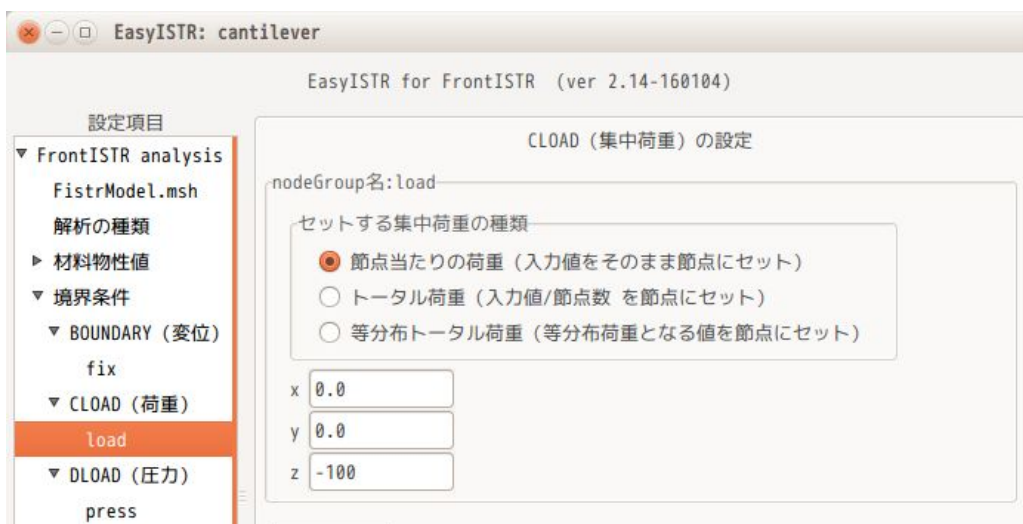 EasyISTR: cantilever
EasyISTR for FrontISTR (ver 2.14-160104)
設定項目
FrontISTR analysis
FistrModel.msh
解析の種類
材料物性値
境界条件
BOUNDARY (変位)
fix
CLOAD (荷重)
load
DLOAD (圧力)
press
CLOAD (集中荷重) の設定
nodeGroup名:load
セットする集中荷重の種類
節点当たりの荷重 (入力値をそのまま節点にセット)
トータル荷重 (入力値/節点数 を節点にセット)
等分布トータル荷重 (等分布荷重となる値を節点にセット)
x 0.0
y 0.0
z -100